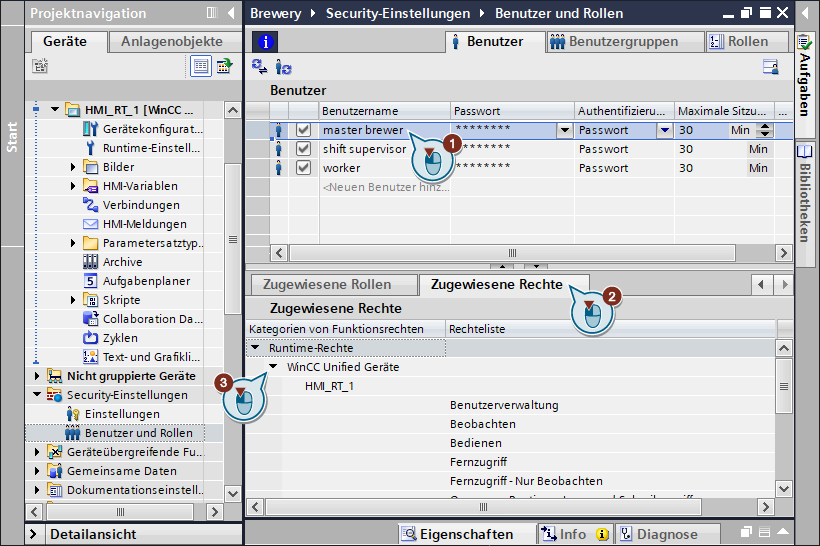 Projektnavigation
Brewery ▸ Security-Einstellungen ▸ Benutzer und Rollen
Geräte
Anlagenobjekte
Start
HMI_RT_1 [WinCC ...
Gerätekonfigurat...
Runtime-Einstell...
Bilder
HMI-Variablen
Verbindungen
HMI-Meldungen
Parametersatztyp...
Archive
Aufgabenplaner
Skripte
Collaboration Da...
Zyklen
Text- und Grafikli...
Nicht gruppierte Geräte
Security-Einstellungen
Einstellungen
Benutzer und Rollen
Geräteübergreifende Fu...
Gemeinsame Daten
Dokumentationseinstell...
Detailansicht
Benutzer
Benutzergruppen
Rollen
Benutzer
Benutzername Passwort Authentifizieru... Maximale Sitzu... ...
master brewer ******** Passwort 30 Min
1
shift supervisor ******** Passwort 30 Min
worker ******** Passwort 30 Min
<Neuen Benutzer hinz...
Zugewiesene Rollen
Zugewiesene Rechte
2
Zugewiesene Rechte
Kategorien von Funktionsrechten Rechteliste
Runtime-Rechte
WinCC Unified Geräte
3
HMI_RT_1
Benutzerverwaltung
Beobachten
Bedienen
Fernzugriff
Fernzugriff - Nur Beobachten
Eigenschaften
Info
Diagnose
Aufgaben
Bibliotheken